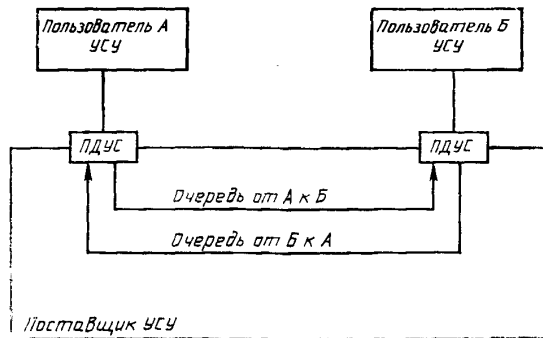 Пользователь А
УСУ
Пользователь Б
УСУ
ПДУС
ПДУС
Очередь от А к Б
Очередь от Б к А
Поставщик УСУ